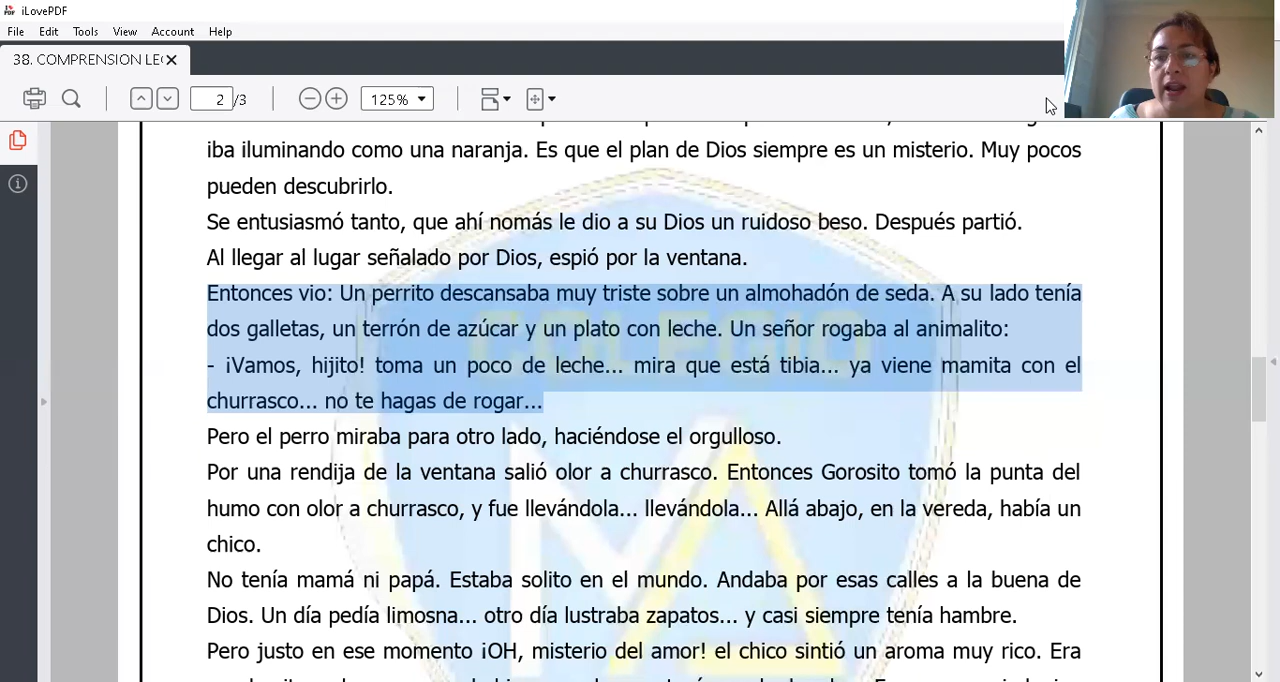 iLovePDF
File Edit Tools View Account Help
38. COMPRENSION LE
2 /3 125%
iba iluminando como una naranja. Es que el plan de Dios siempre es un misterio. Muy pocos
pueden descubrirlo.
Se entusiasmó tanto, que ahí nomás le dio a su Dios un ruidoso beso. Después partió.
Al llegar al lugar señalado por Dios, espió por la ventana.
Entonces vio: Un perrito descansaba muy triste sobre un almohadón de seda. A su lado tenía
dos galletas, un terrón de azúcar y un plato con leche. Un señor rogaba al animalito:
- ¡Vamos, hijito! toma un poco de leche... mira que está tibia... ya viene mamita con el
churrasco... no te hagas de rogar...
Pero el perro miraba para otro lado, haciéndose el orgulloso.
Por una rendija de la ventana salió olor a churrasco. Entonces Gorosito tomó la punta del
humo con olor a churrasco, y fue llevándola... llevándola... Allá abajo, en la vereda, había un
chico.
No tenía mamá ni papá. Estaba solito en el mundo. Andaba por esas calles a la buena de
Dios. Un día pedía limosna... otro día lustraba zapatos... y casi siempre tenía hambre.
Pero justo en ese momento ¡OH, misterio del amor! el chico sintió un aroma muy rico. Era
COLEGIO